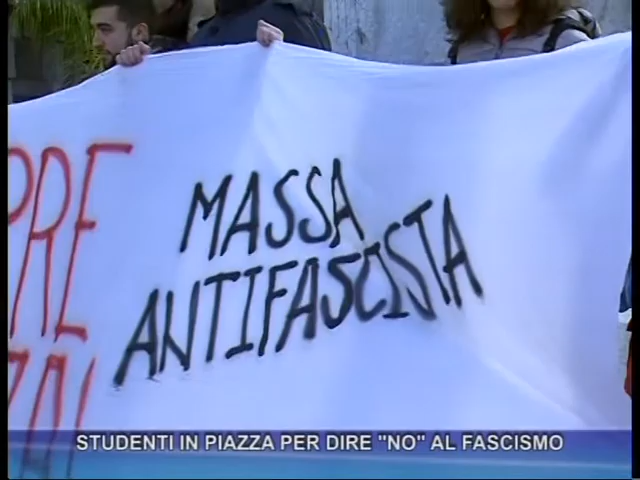 MASSA
ANTIFASCISTA
STUDENTI IN PIAZZA PER DIRE "NO" AL FASCISMO